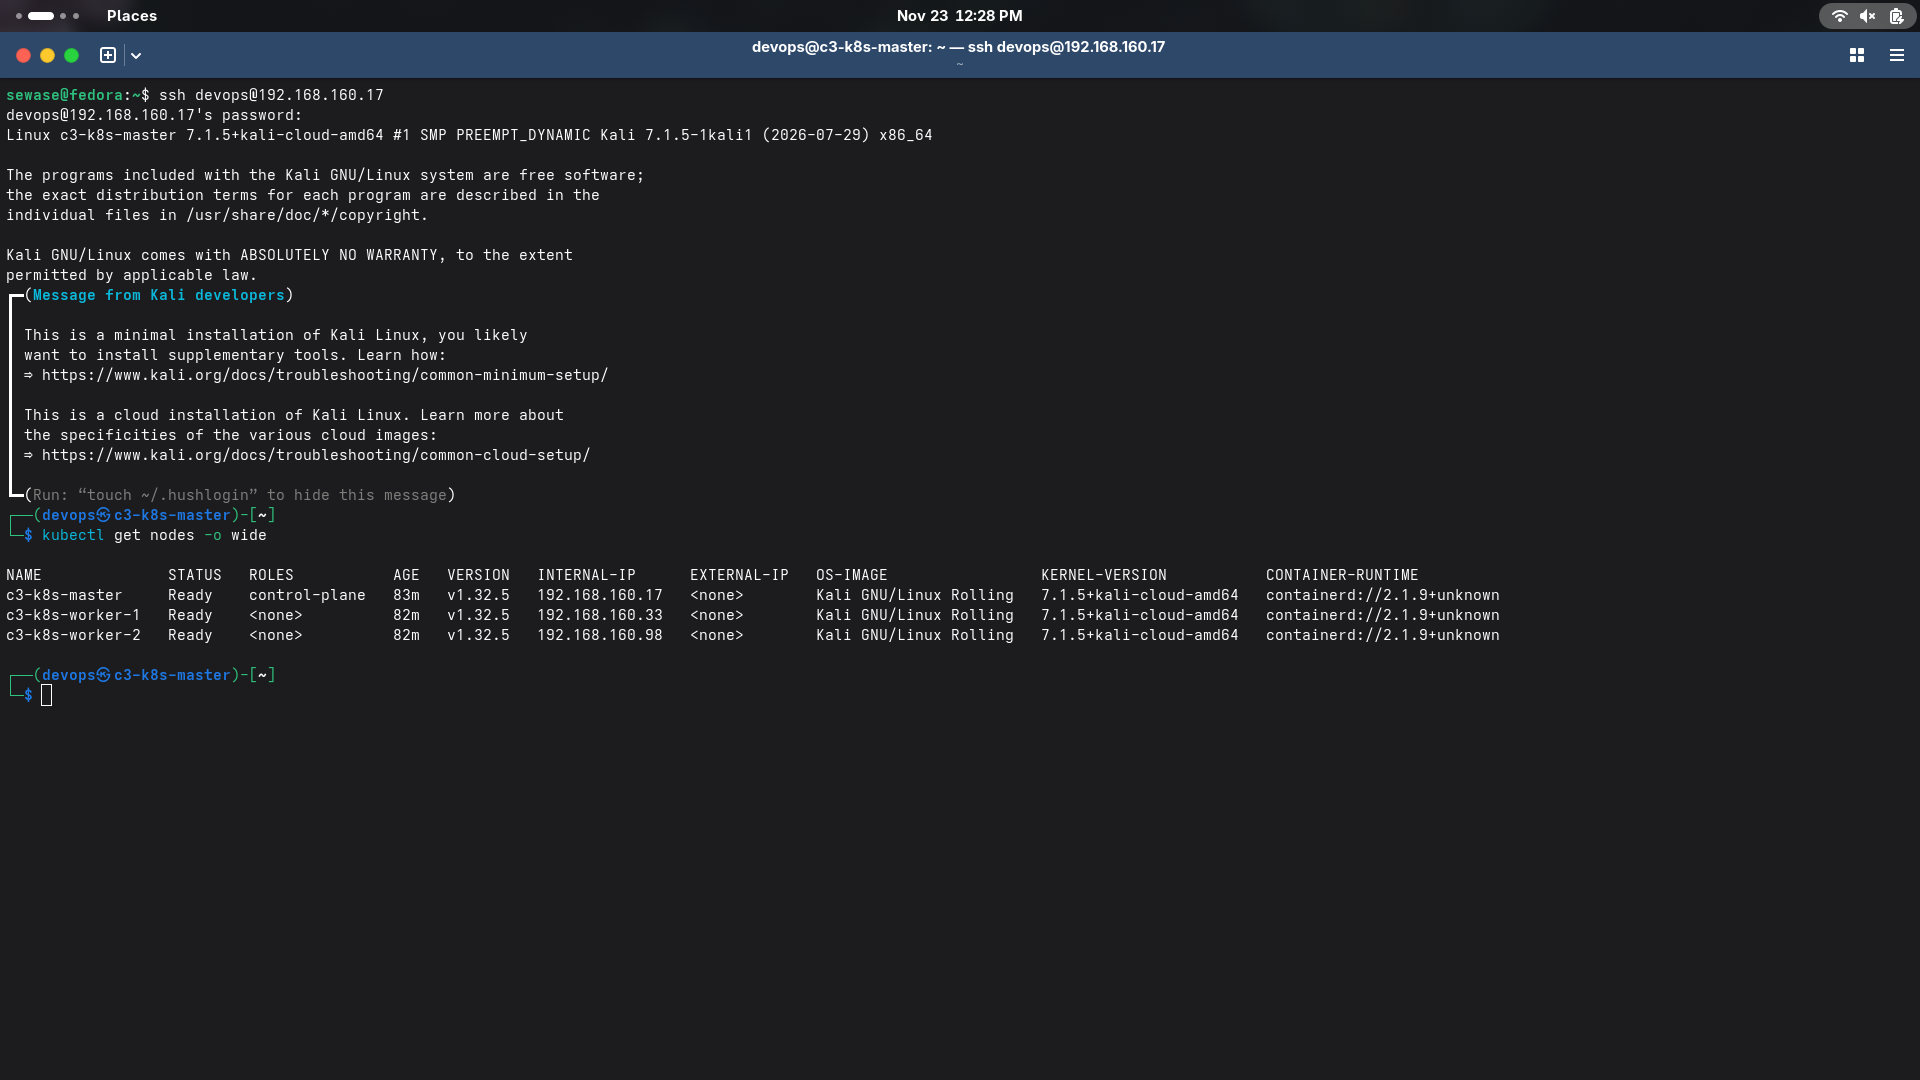 Places
Nov 23 12:28 PM
devops@c3-k8s-master: ~ — ssh devops@192.168.160.17
~
sewase@fedora:~$ ssh devops@192.168.160.17
devops@192.168.160.17's password:
Linux c3-k8s-master 7.1.5+kali-cloud-amd64 #1 SMP PREEMPT_DYNAMIC Kali 7.1.5-1kali1 (2026-07-29) x86_64
The programs included with the Kali GNU/Linux system are free software;
the exact distribution terms for each program are described in the
individual files in /usr/share/doc/*/copyright.
Kali GNU/Linux comes with ABSOLUTELY NO WARRANTY, to the extent
permitted by applicable law.
┏━(Message from Kali developers)
┃
┃ This is a minimal installation of Kali Linux, you likely
┃ want to install supplementary tools. Learn how:
┃ ⇒ https://www.kali.org/docs/troubleshooting/common-minimum-setup/
┃
┃ This is a cloud installation of Kali Linux. Learn more about
┃ the specificities of the various cloud images:
┃ ⇒ https://www.kali.org/docs/troubleshooting/common-cloud-setup/
┃
┗━(Run: “touch ~/.hushlogin” to hide this message)
┌──(devops㉿c3-k8s-master)-[~]
└─$ kubectl get nodes -o wide
NAME STATUS ROLES AGE VERSION INTERNAL-IP EXTERNAL-IP OS-IMAGE KERNEL-VERSION CONTAINER-RUNTIME
c3-k8s-master Ready control-plane 83m v1.32.5 192.168.160.17 <none> Kali GNU/Linux Rolling 7.1.5+kali-cloud-amd64 containerd://2.1.9+unknown
c3-k8s-worker-1 Ready <none> 82m v1.32.5 192.168.160.33 <none> Kali GNU/Linux Rolling 7.1.5+kali-cloud-amd64 containerd://2.1.9+unknown
c3-k8s-worker-2 Ready <none> 82m v1.32.5 192.168.160.98 <none> Kali GNU/Linux Rolling 7.1.5+kali-cloud-amd64 containerd://2.1.9+unknown
┌──(devops㉿c3-k8s-master)-[~]
└─$